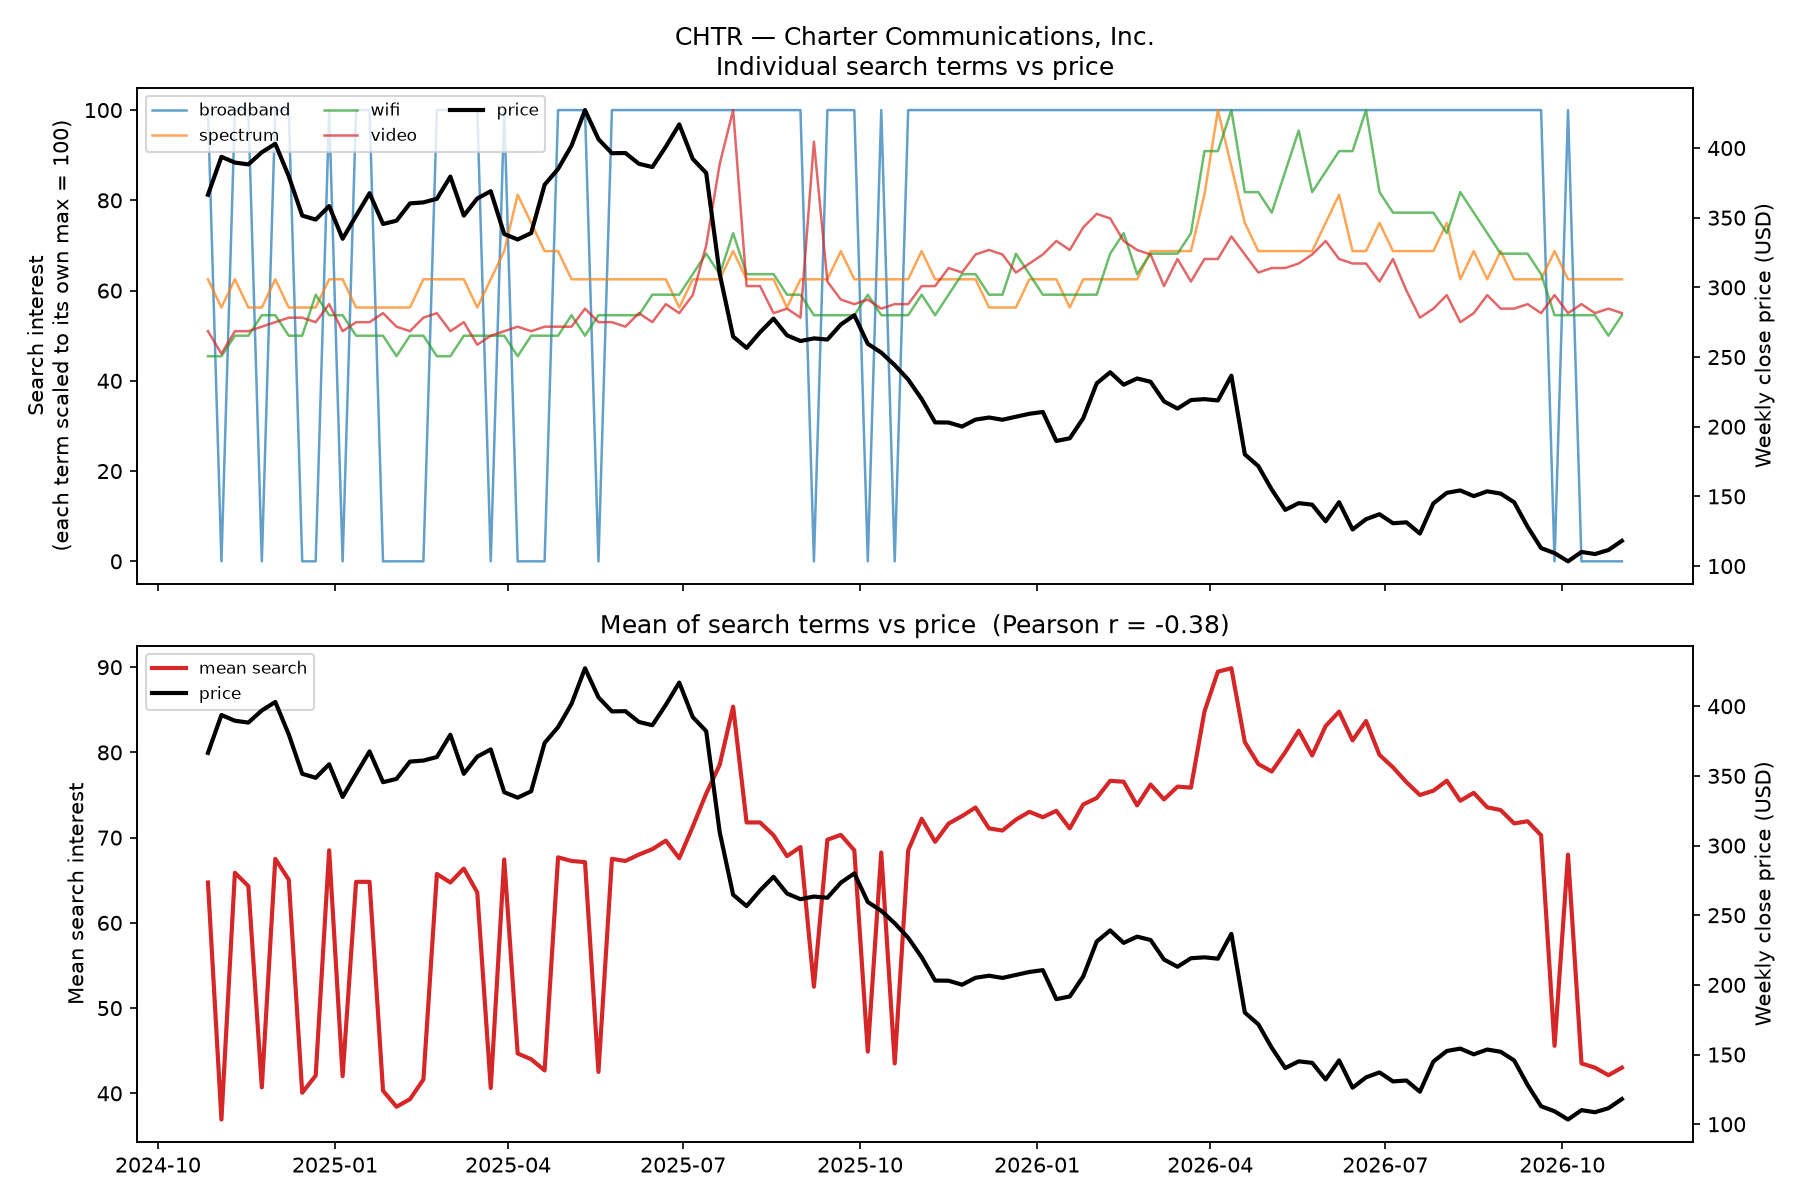 CHTR — Charter Communications, Inc.
Individual search terms vs price
broadband
spectrum
wifi
video
price
Search interest
(each term scaled to its own max = 100)
100
80
60
40
20
0
400
350
300
250
200
150
100
Weekly close price (USD)
Mean of search terms vs price (Pearson r = -0.38)
mean search
price
Mean search interest
90
80
70
60
50
40
400
350
300
250
200
150
100
Weekly close price (USD)
2024-10
2025-01
2025-04
2025-07
2025-10
2026-01
2026-04
2026-07
2026-10